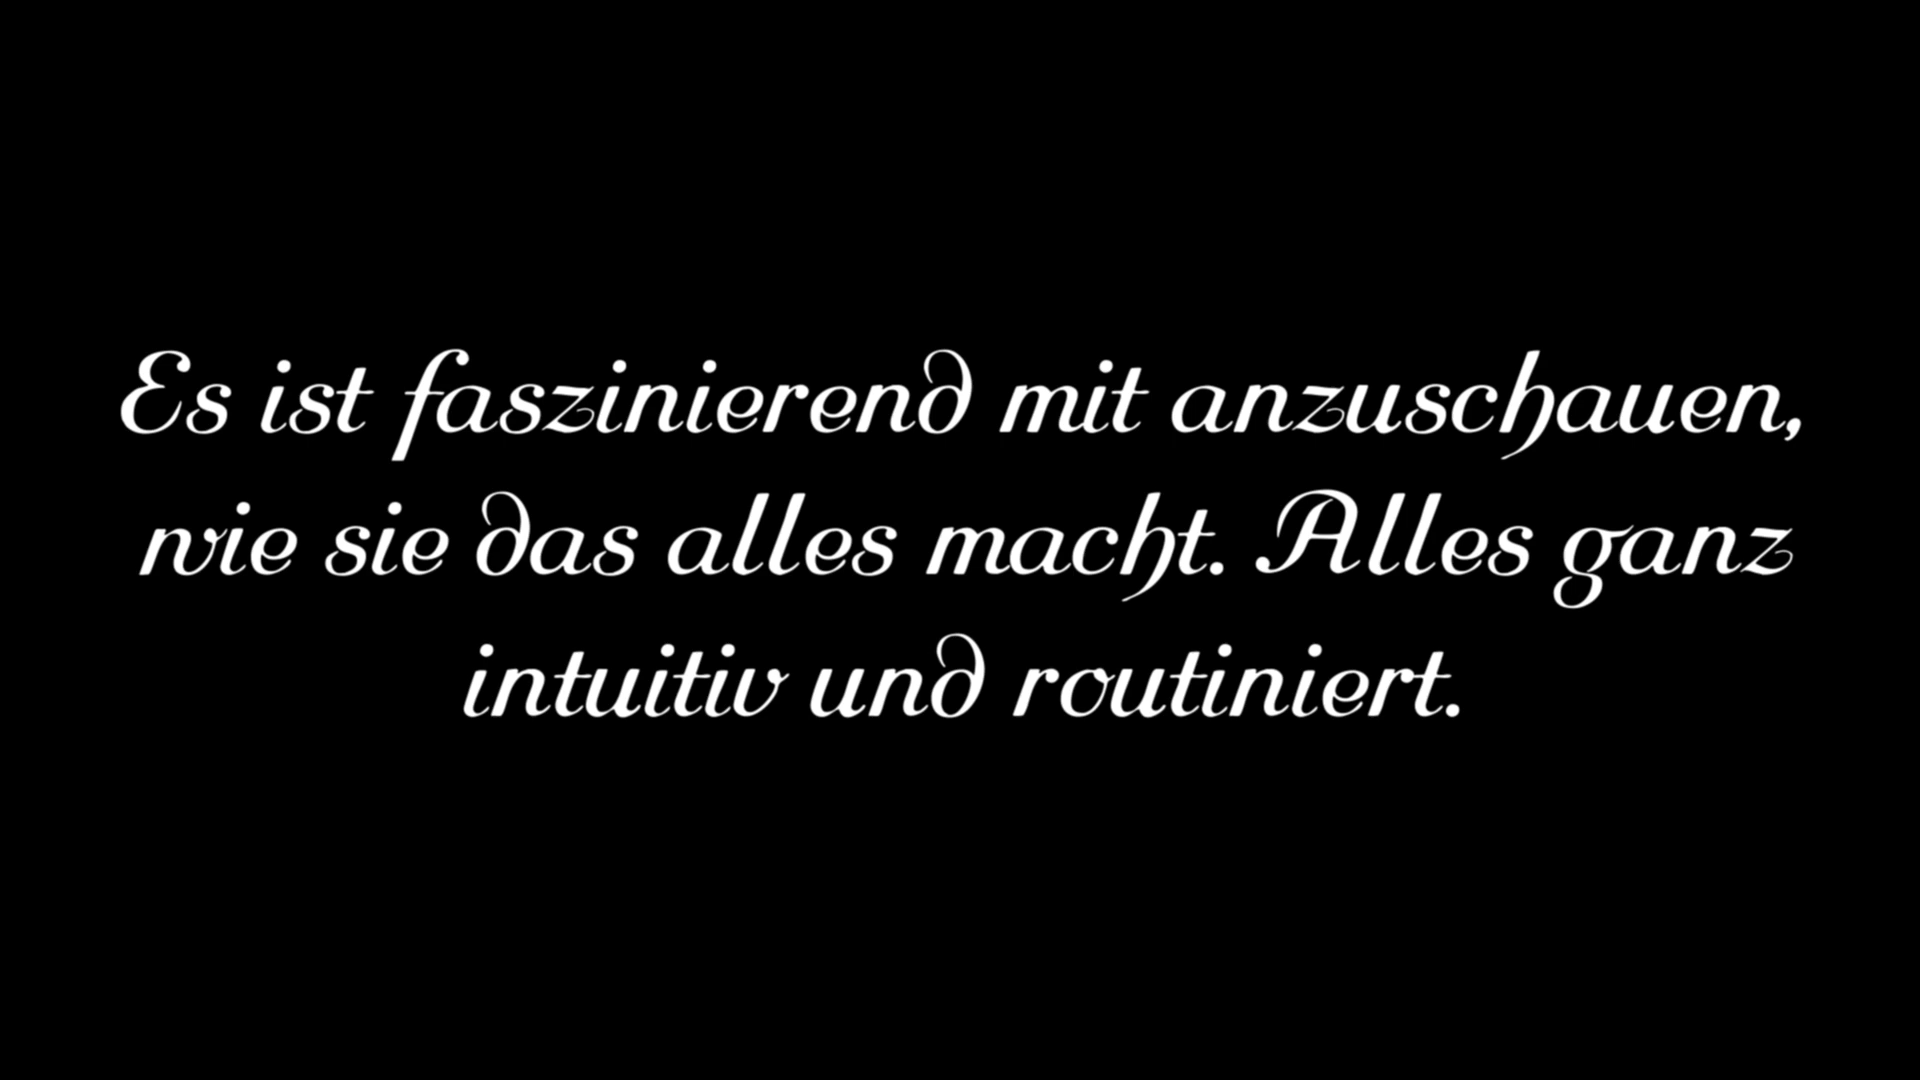 Es ist faszinierend mit anzuschauen,
wie sie das alles macht. Alles ganz
intuitiv und routiniert.